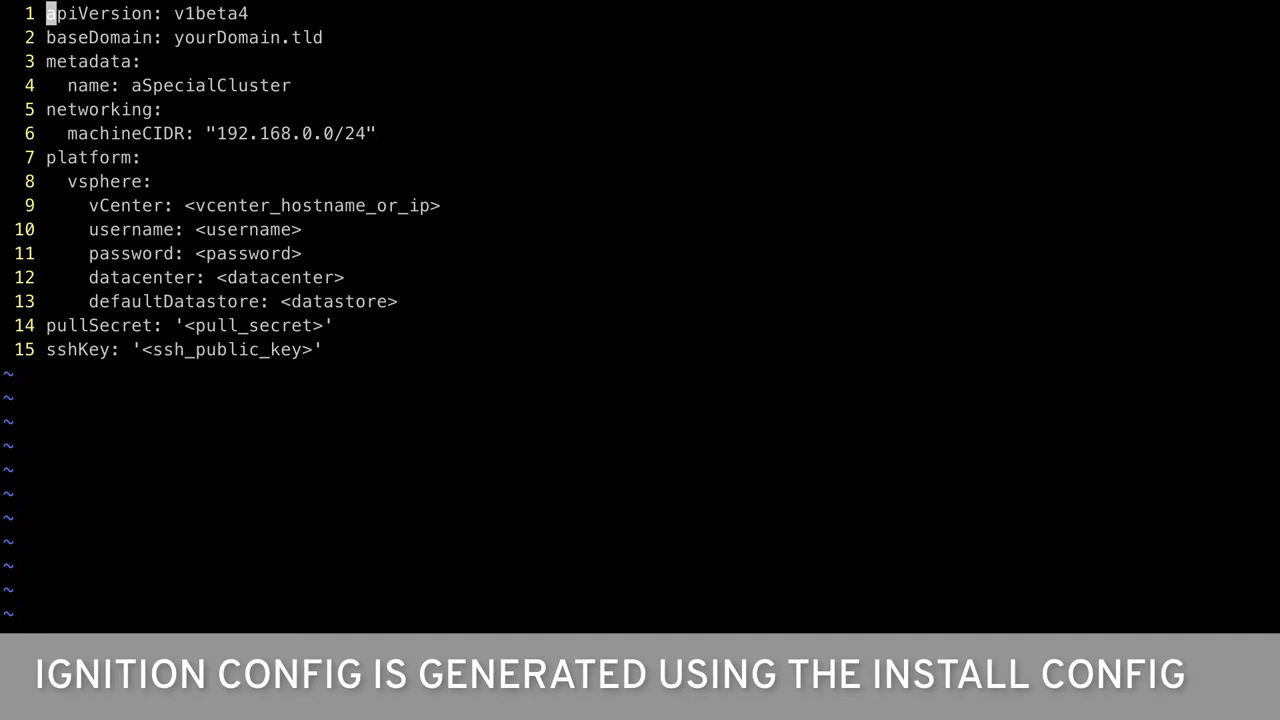 1 apiVersion: v1beta4
2 baseDomain: yourDomain.tld
3 metadata:
4   name: aSpecialCluster
5 networking:
6   machineCIDR: "192.168.0.0/24"
7 platform:
8   vsphere:
9     vCenter: <vcenter_hostname_or_ip>
10     username: <username>
11     password: <password>
12     datacenter: <datacenter>
13     defaultDatastore: <datastore>
14 pullSecret: '<pull_secret>'
15 sshKey: '<ssh_public_key>'
~
~
~
~
~
~
~
~
~
~
~
IGNITION CONFIG IS GENERATED USING THE INSTALL CONFIG